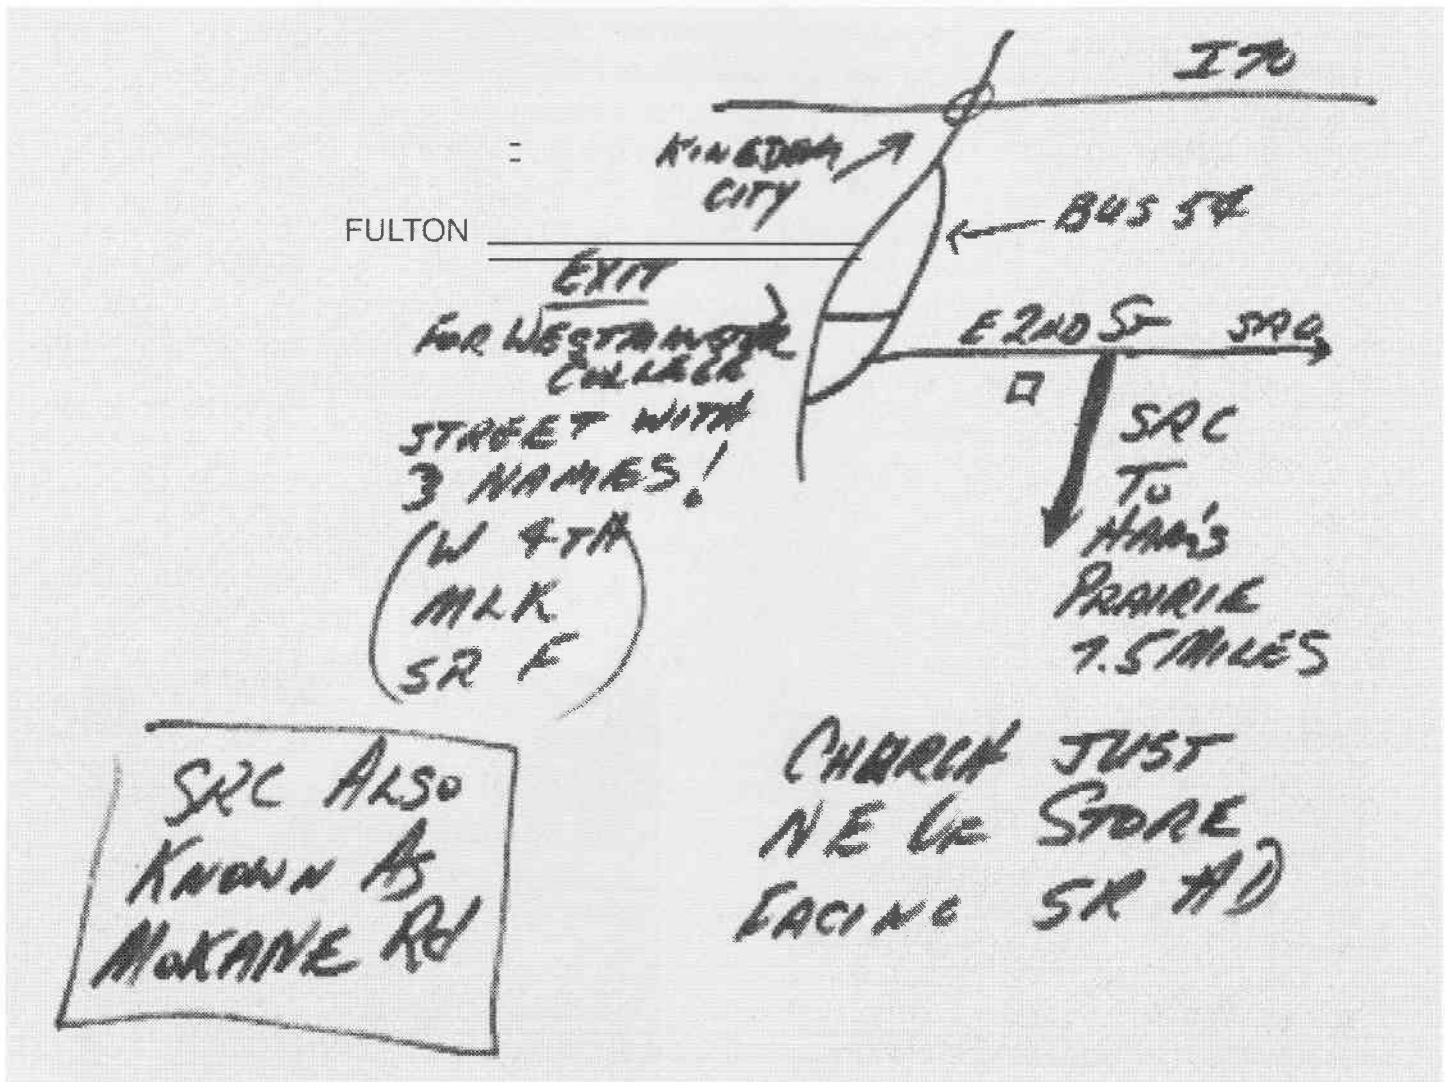 I 70
KINGDOM
CITY
BUS 54
FULTON
EXIT
FOR WESTMINSTER
COLLEGE
STREET WITH
3 NAMES!
(W 4TH
MLK
SR F)
E 2ND ST SRO
SRC
TO
HAM'S
PRAIRIE
7.5 MILES
SRC ALSO
KNOWN AS
MOKANE Rd
CHURCH JUST
NE OF STORE
FACING SR AD